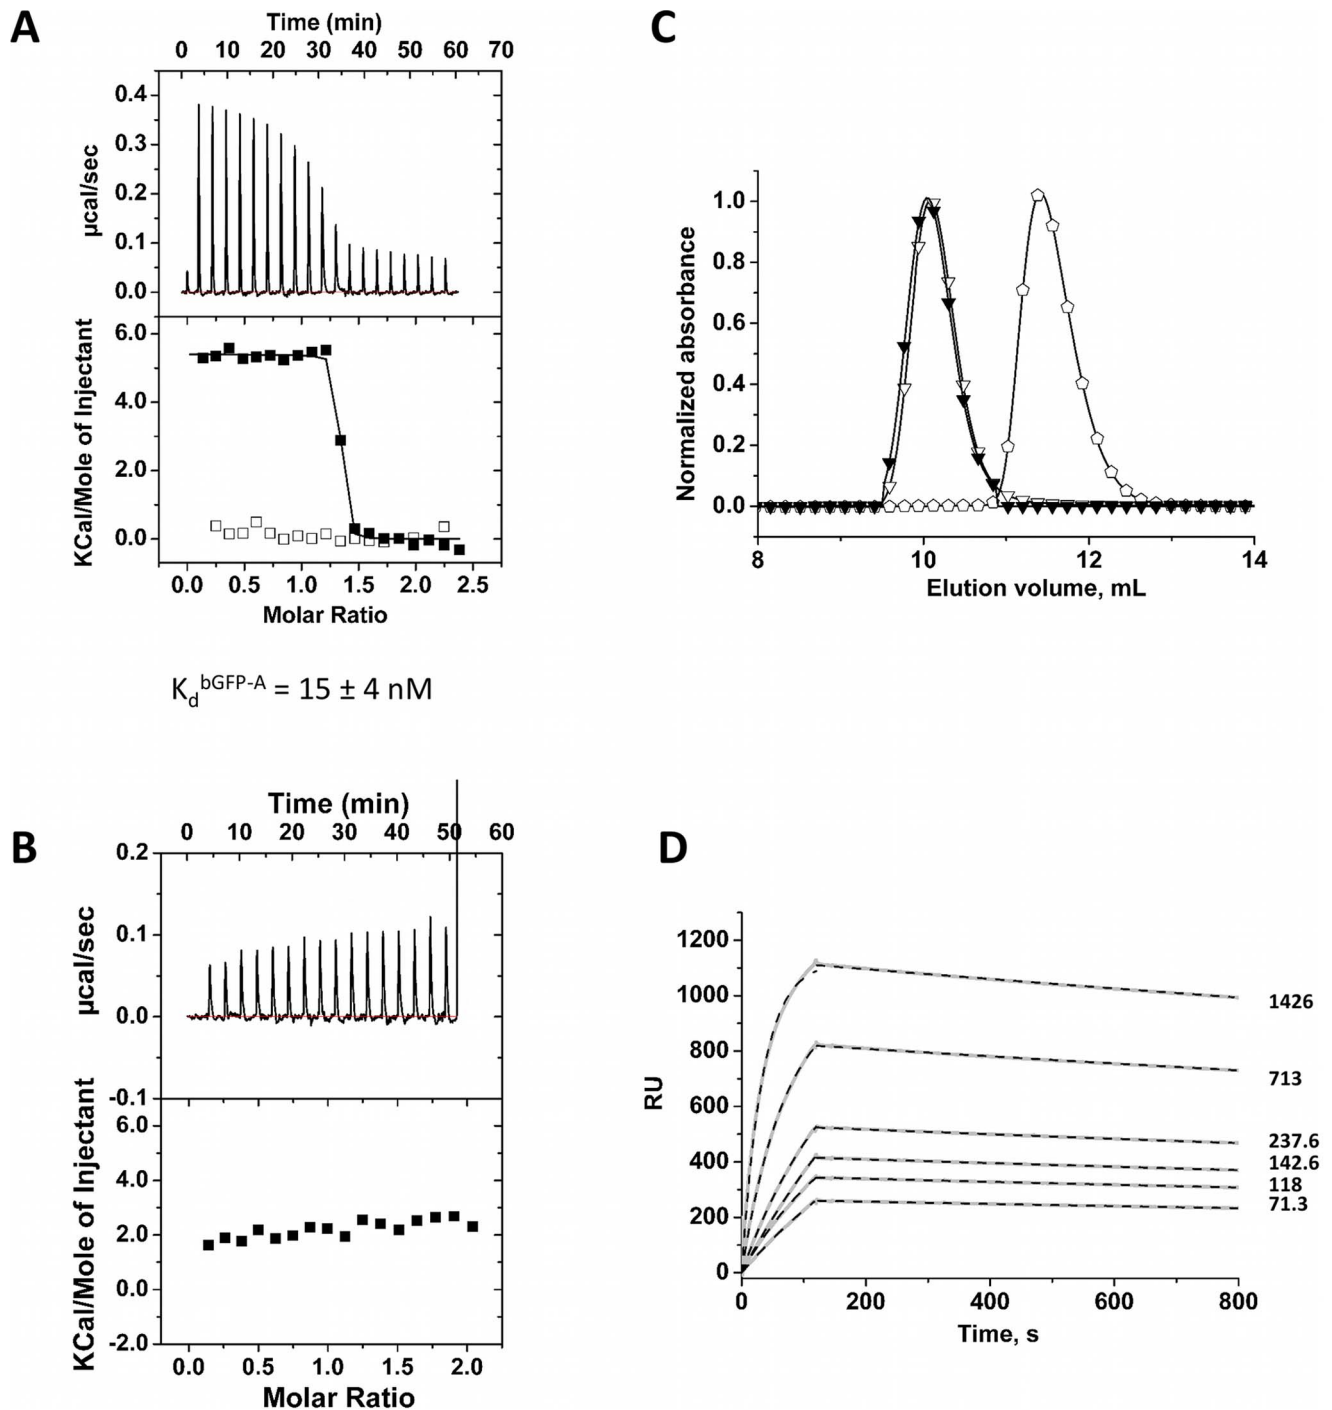 A
Time (min)
0 10 20 30 40 50 60 70
0.4
0.3
0.2
0.1
0.0
µcal/sec
6.0
4.0
2.0
0.0
KCal/Mole of Injectant
0.0 0.5 1.0 1.5 2.0 2.5
Molar Ratio
K_d^bGFP-A = 15 ± 4 nM
C
1.0
0.8
0.6
0.4
0.2
0.0
Normalized absorbance
8 10 12 14
Elution volume, mL
B
Time (min)
0 10 20 30 40 50 60
0.2
0.1
0.0
-0.1
µcal/sec
6.0
4.0
2.0
0.0
-2.0
KCal/Mole of Injectant
0.0 0.5 1.0 1.5 2.0
Molar Ratio
D
1200
1000
800
600
400
200
0
RU
1426
713
237.6
142.6
118
71.3
0 200 400 600 800
Time, s